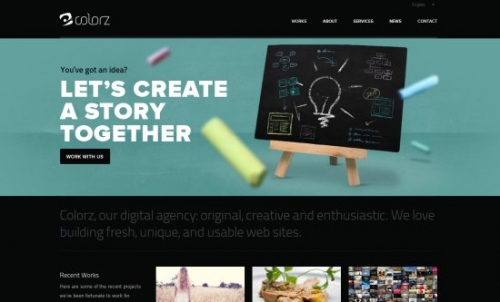 English
colorz
WORKS ABOUT SERVICES NEWS CONTACT
You've got an idea?
LET'S CREATE
A STORY
TOGETHER
WORK WITH US
Colorz, our digital agency: original, creative and enthusiastic. We love
building fresh, unique, and usable web sites.
Recent Works
Here are some of the recent projects
we've been fortunate to work for